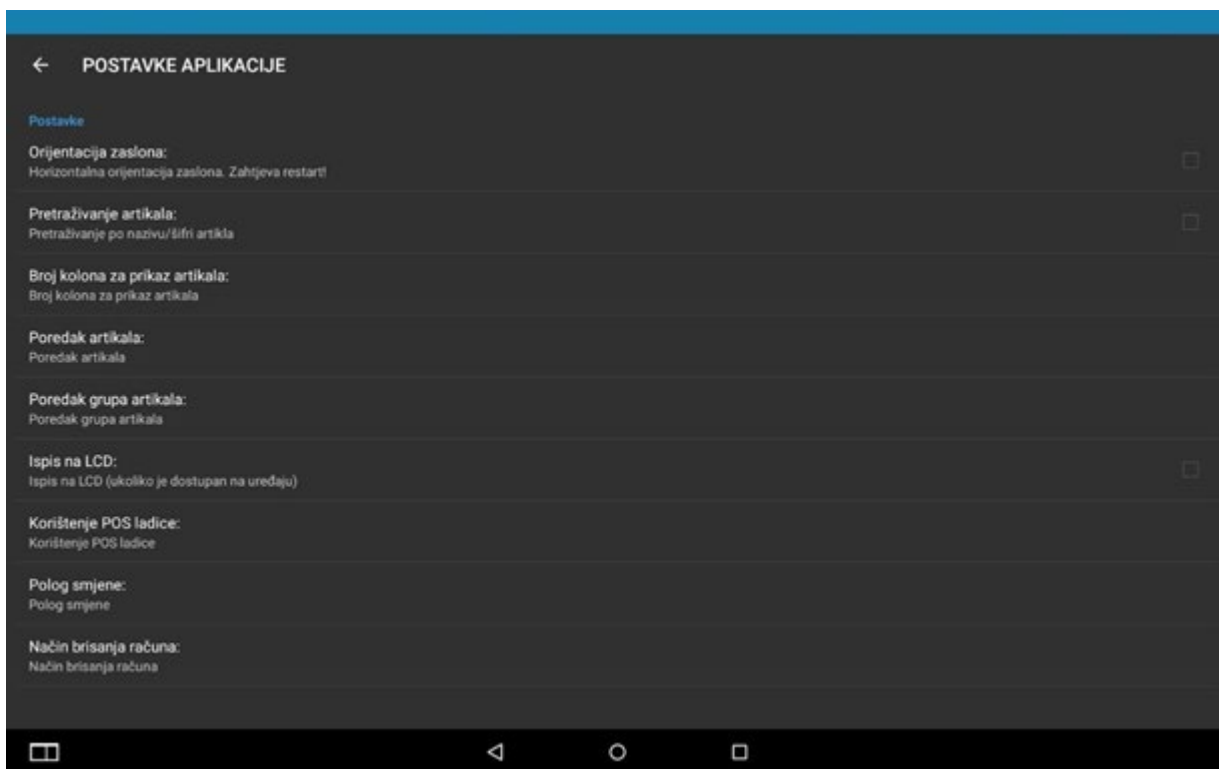 POSTAVKE APLIKACIJE
Postavke
Orijentacija zaslona:
Horizontalna orijentacija zaslona. Zahtjeva restart!
Pretraživanje artikala:
Pretraživanje po nazivu/šifri artikla
Broj kolona za prikaz artikala:
Broj kolona za prikaz artikala
Poredak artikala:
Poredak artikala
Poredak grupa artikala:
Poredak grupa artikala
Ispis na LCD:
Ispis na LCD (ukoliko je dostupan na uređaju)
Korištenje POS ladice:
Korištenje POS ladice
Polog smjene:
Polog smjene
Način brisanja računa:
Način brisanja računa